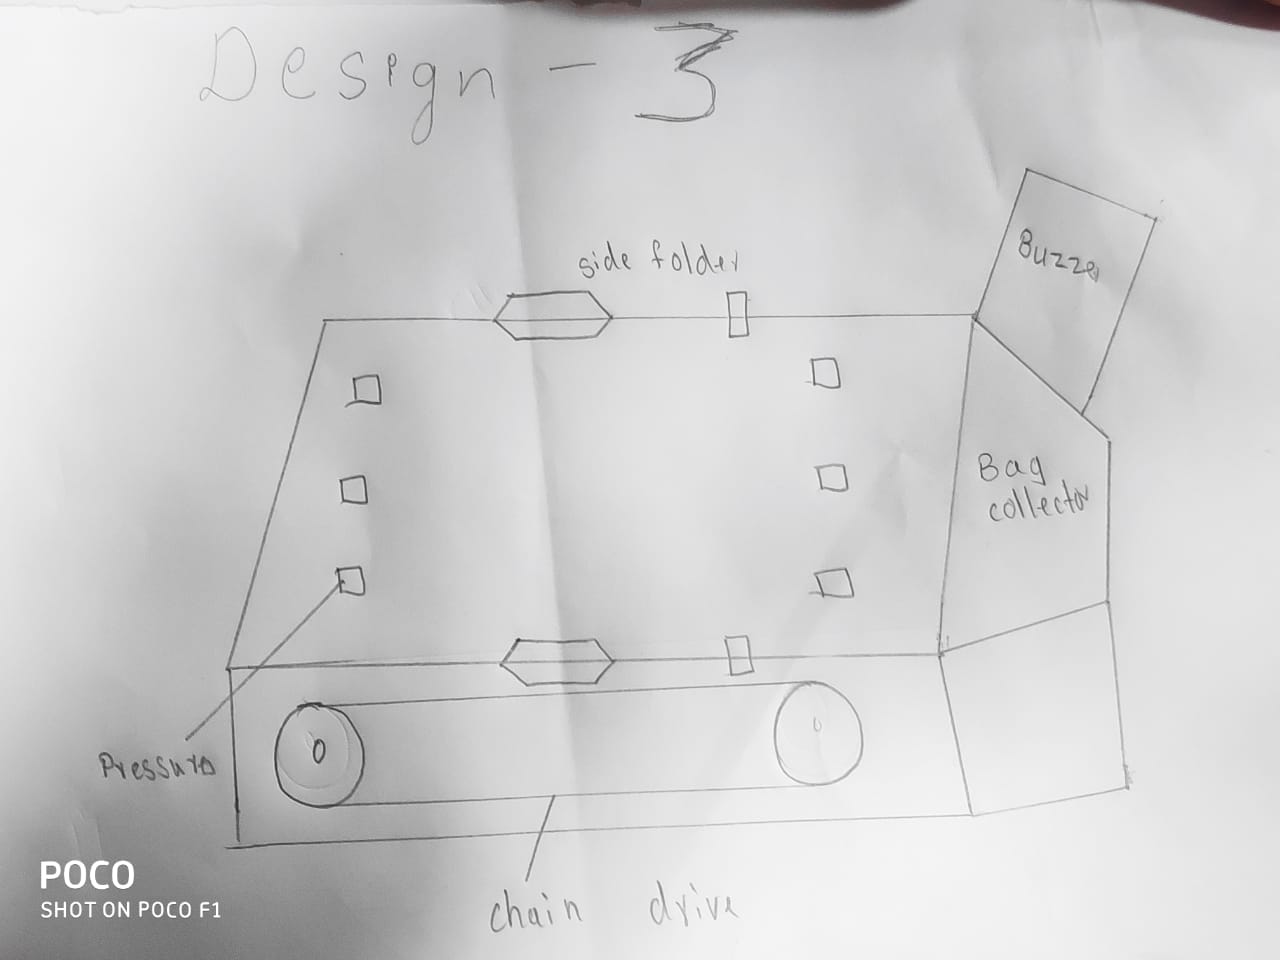 Design - 3
side folder
Buzzer
Bag
collector
Pressure
chain drive
POCO
SHOT ON POCO F1